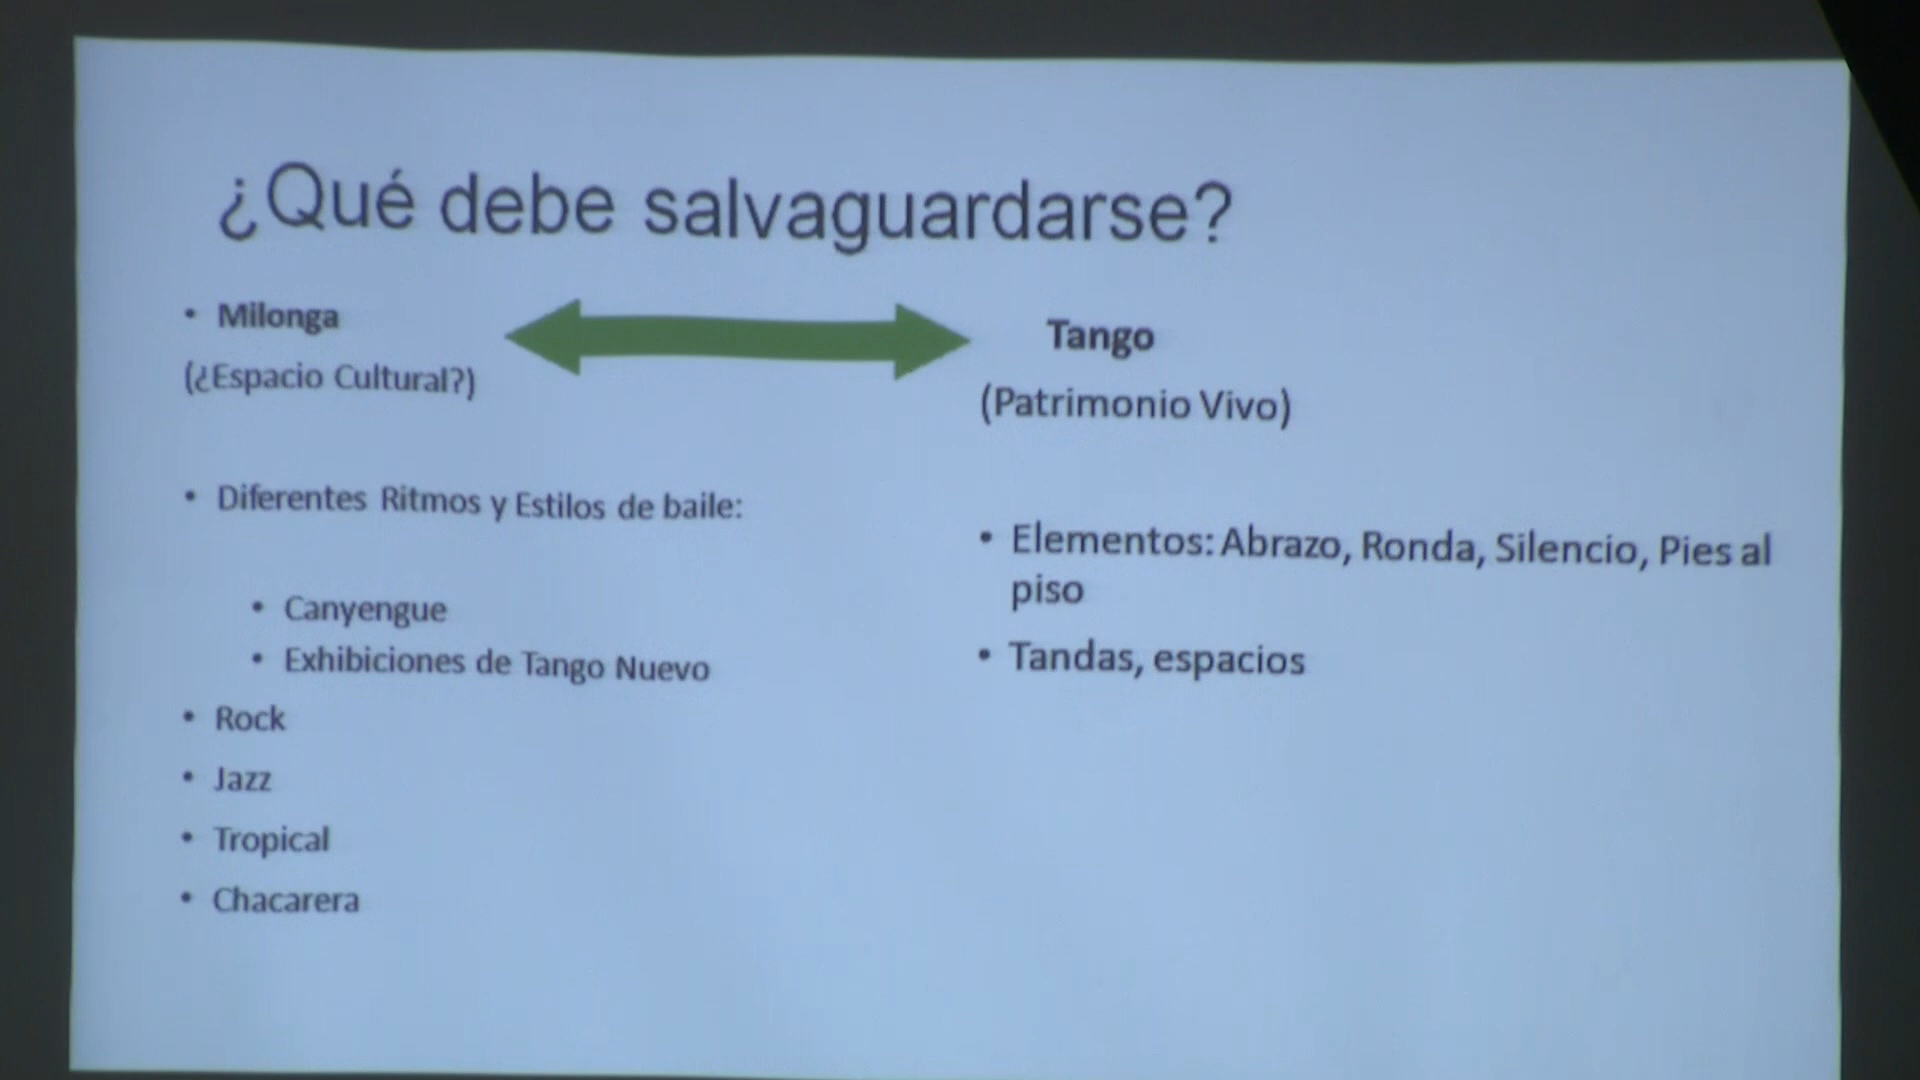 ¿Qué debe salvaguardarse?
• Milonga
(¿Espacio Cultural?)
• Diferentes Ritmos y Estilos de baile:
• Canyengue
• Exhibiciones de Tango Nuevo
• Rock
• Jazz
• Tropical
• Chacarera
Tango
(Patrimonio Vivo)
• Elementos: Abrazo, Ronda, Silencio, Pies al
piso
• Tandas, espacios